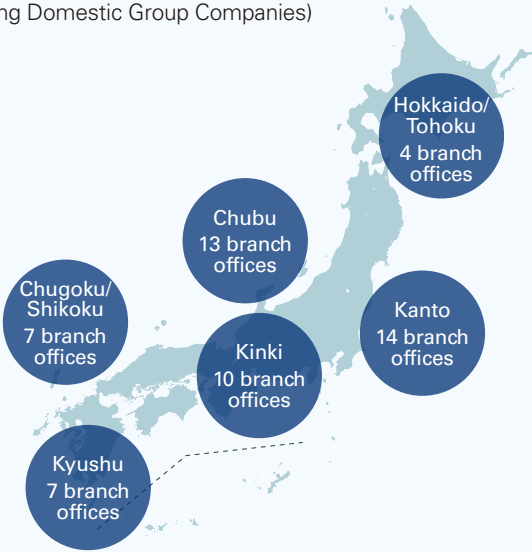 ng Domestic Group Companies)
Hokkaido/
Tohoku
4 branch
offices
Chubu
13 branch
offices
Chugoku/
Shikoku
7 branch
offices
Kanto
14 branch
offices
Kinki
10 branch
offices
Kyushu
7 branch
offices